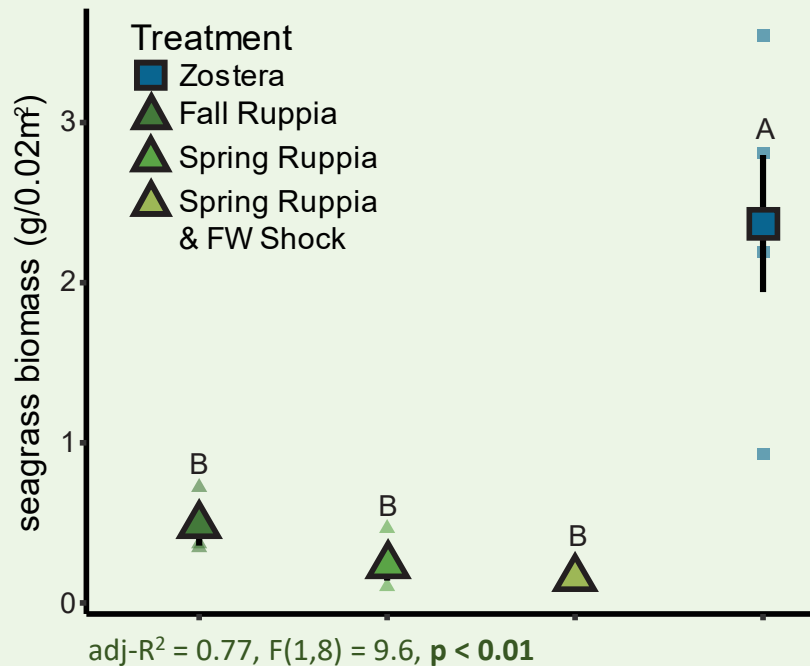 Treatment
Zostera
Fall Ruppia
Spring Ruppia
Spring Ruppia
& FW Shock
seagrass biomass (g/0.02m²)
3
2
1
0
A
B
B
B
adj-R² = 0.77, F(1,8) = 9.6, p < 0.01